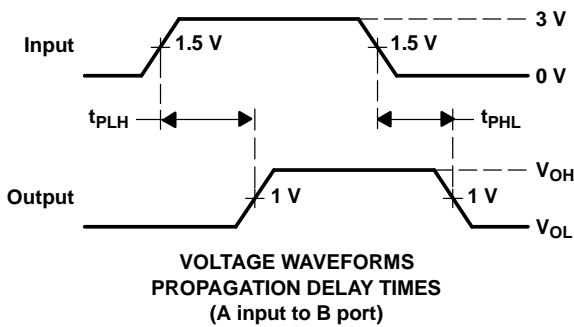 3 V
Input
1.5 V
1.5 V
0 V
tPLH
tPHL
VOH
Output
1 V
1 V
VOL
VOLTAGE WAVEFORMS
PROPAGATION DELAY TIMES
(A input to B port)